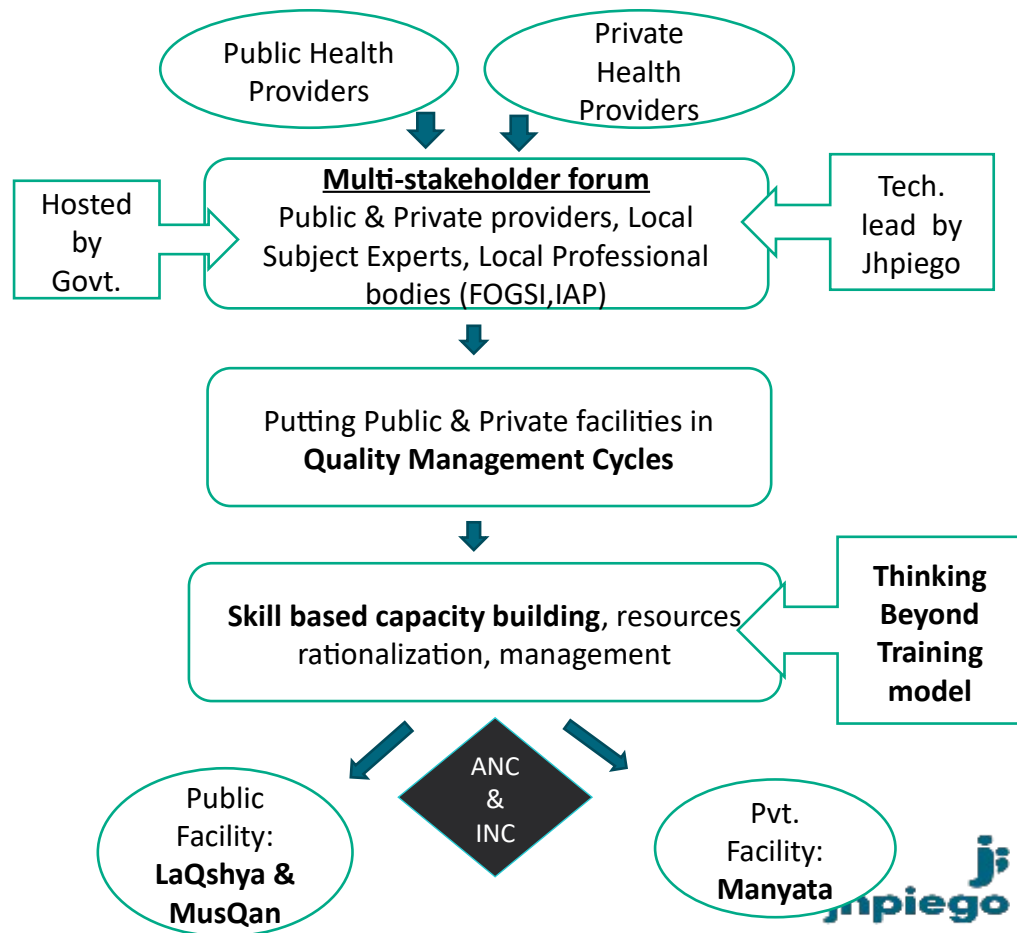 Public Health
Providers
Private
Health
Providers
Hosted
by
Govt.
Multi-stakeholder forum
Public & Private providers, Local
Subject Experts, Local Professional
bodies (FOGSI,IAP)
Tech.
lead by
Jhpiego
Putting Public & Private facilities in
Quality Management Cycles
Skill based capacity building, resources
rationalization, management
Thinking
Beyond
Training
model
ANC
&
INC
Public
Facility:
LaQshya &
MusQan
Pvt.
Facility:
Manyata
jhpiego